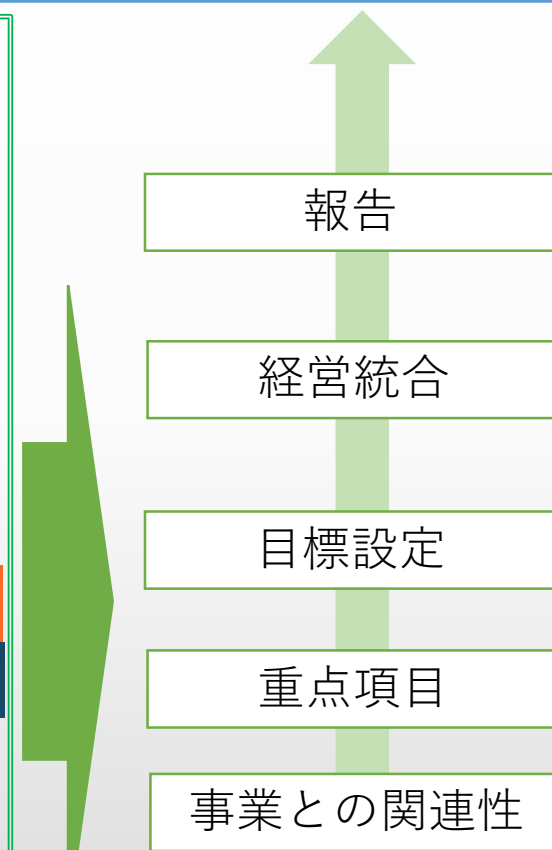 報告
経営統合
目標設定
重点項目
事業との関連性